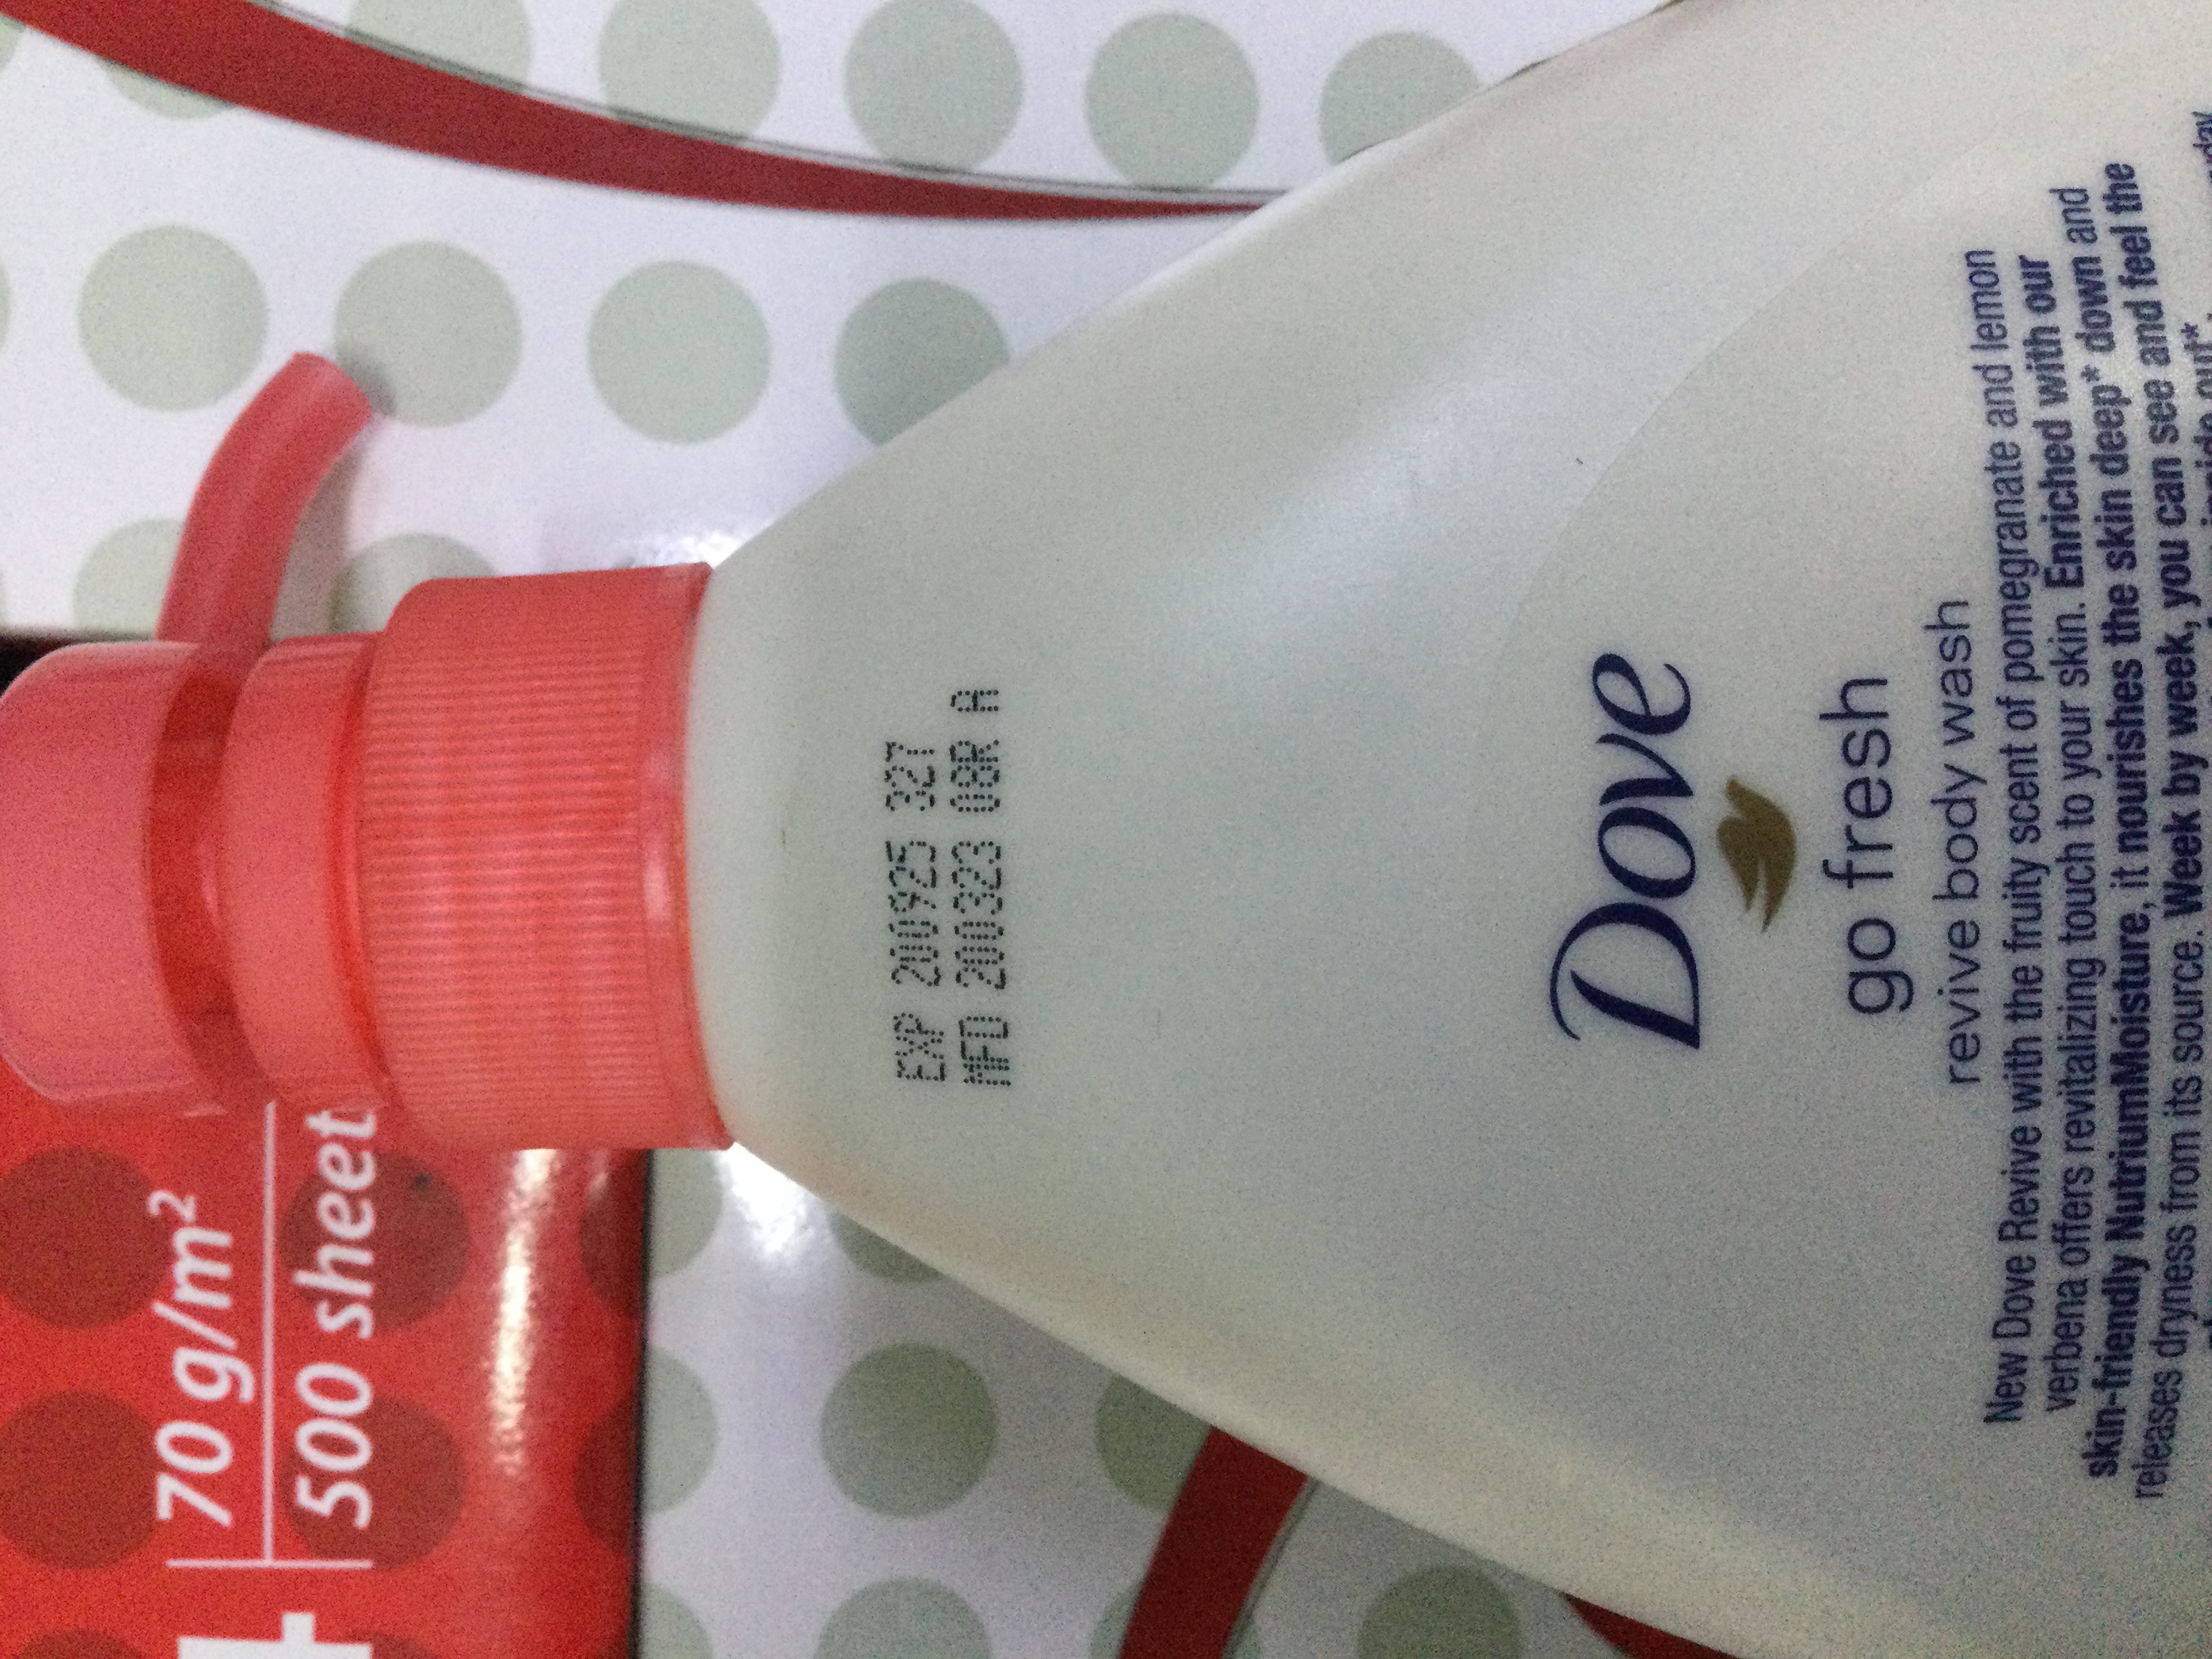 70 g/m²
500 sheet
EXP 200925 327
MFD 200323 08R A
Dove
go fresh
revive body wash
New Dove Revive with the fruity scent of pomegranate and lemon
verbena offers revitalizing touch to your skin. Enriched with our
skin-friendly NutriumMoisture, it nourishes the skin deep* down and
releases dryness from its source. Week by week, you can see and feel the